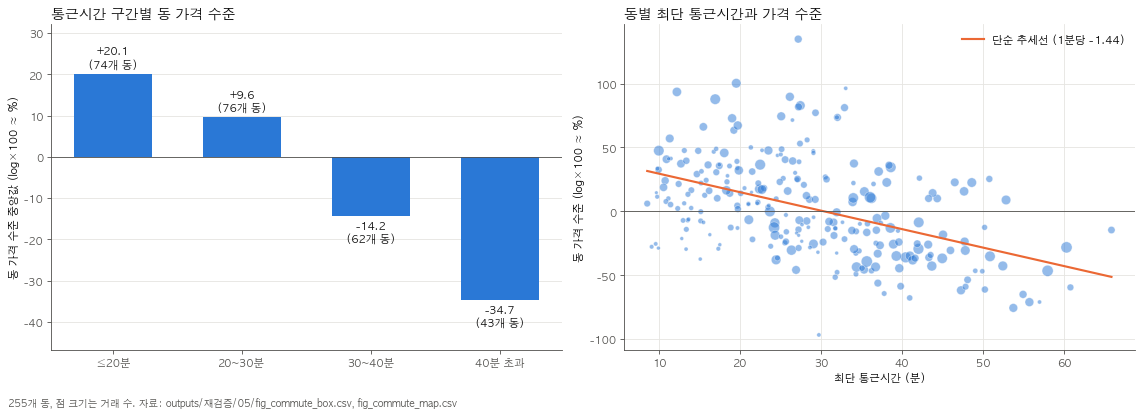 통근시간 구간별 동 가격 수준
동 가격 수준 중앙값 (log×100 ≈ %)
30
20
10
0
-10
-20
-30
-40
+20.1
(74개 동)
+9.6
(76개 동)
-14.2
(62개 동)
-34.7
(43개 동)
≤20분
20~30분
30~40분
40분 초과
동별 최단 통근시간과 가격 수준
단순 추세선 (1분당 -1.44)
동 가격 수준 (log×100 ≈ %)
100
50
0
-50
-100
10
20
30
40
50
60
최단 통근시간 (분)
255개 동, 점 크기는 거래 수. 자료: outputs/재검증/05/fig_commute_box.csv, fig_commute_map.csv